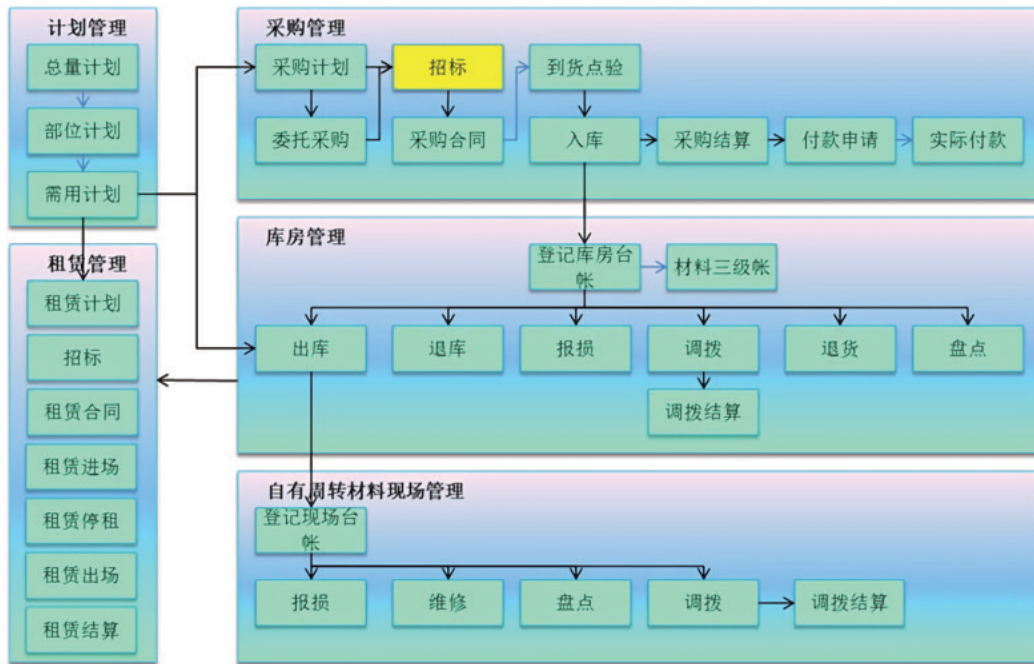 计划管理
总量计划
部位计划
需用计划
租赁管理
租赁计划
招标
租赁合同
租赁进场
租赁停租
租赁出场
租赁结算
采购管理
采购计划
招标
到货点验
委托采购
采购合同
入库
采购结算
付款申请
实际付款
库房管理
登记库房台
帐
材料三级帐
出库
退库
报损
调拨
退货
盘点
调拨结算
自有周转材料现场管理
登记现场台
帐
报损
维修
盘点
调拨
调拨结算